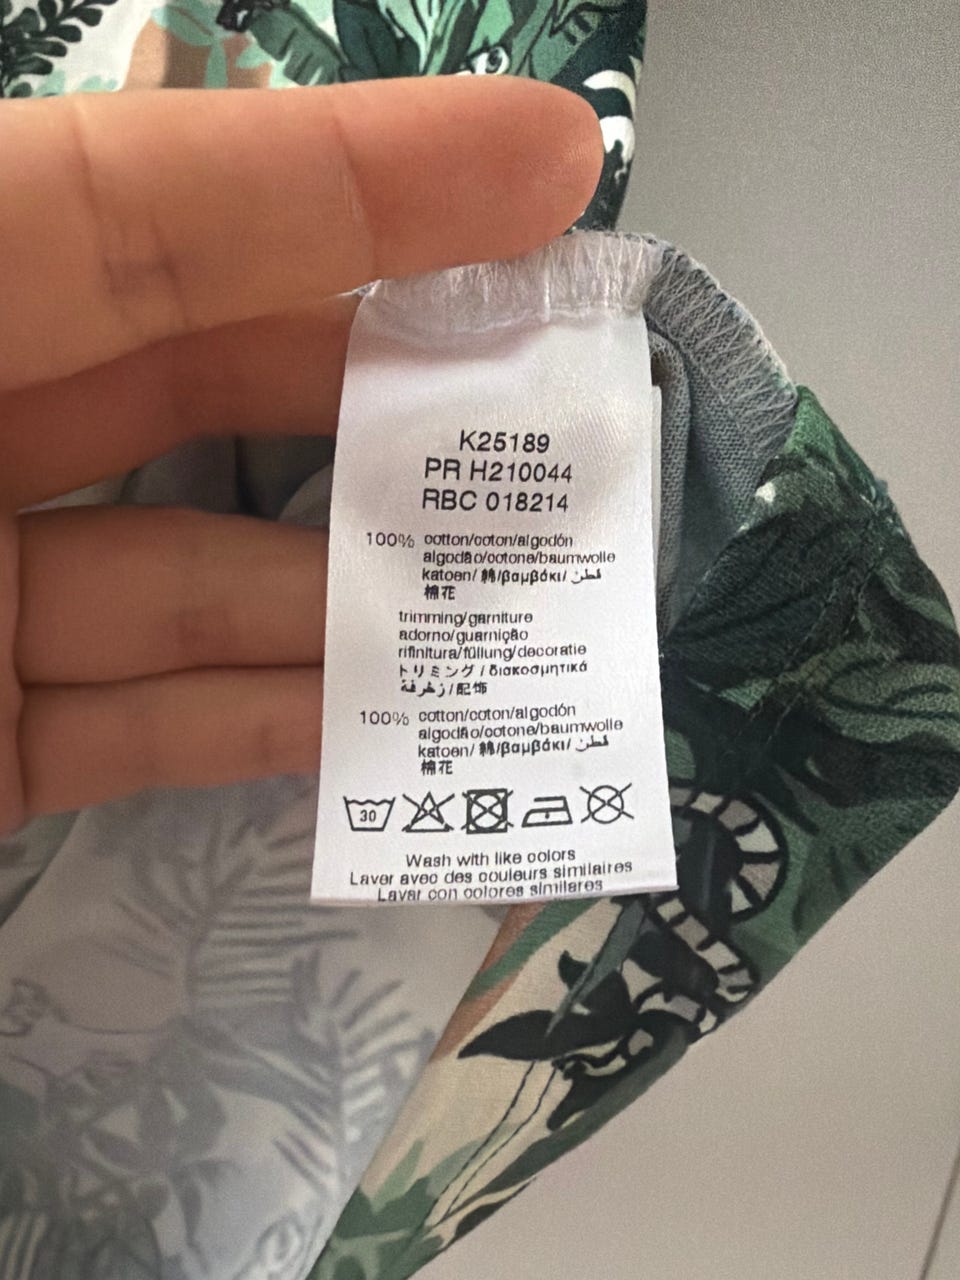 K25189
PR H210044
RBC 018214
100% cotton/coton/algodón
algodão/cotone/baumwolle
katoen/ 綿/βαμβάκι/ قطن
棉花
trimming/garniture
adorno/guarnição
rifinitura/füllung/decoratie
トリミング / διακοσμητικά
زخرفة/配饰
100% cotton/coton/algodón
algodão/cotone/baumwolle
katoen/ 綿/βαμβάκι/ قطن
棉花
30
Wash with like colors
Laver avec des couleurs similaires
Lavar con colores similares